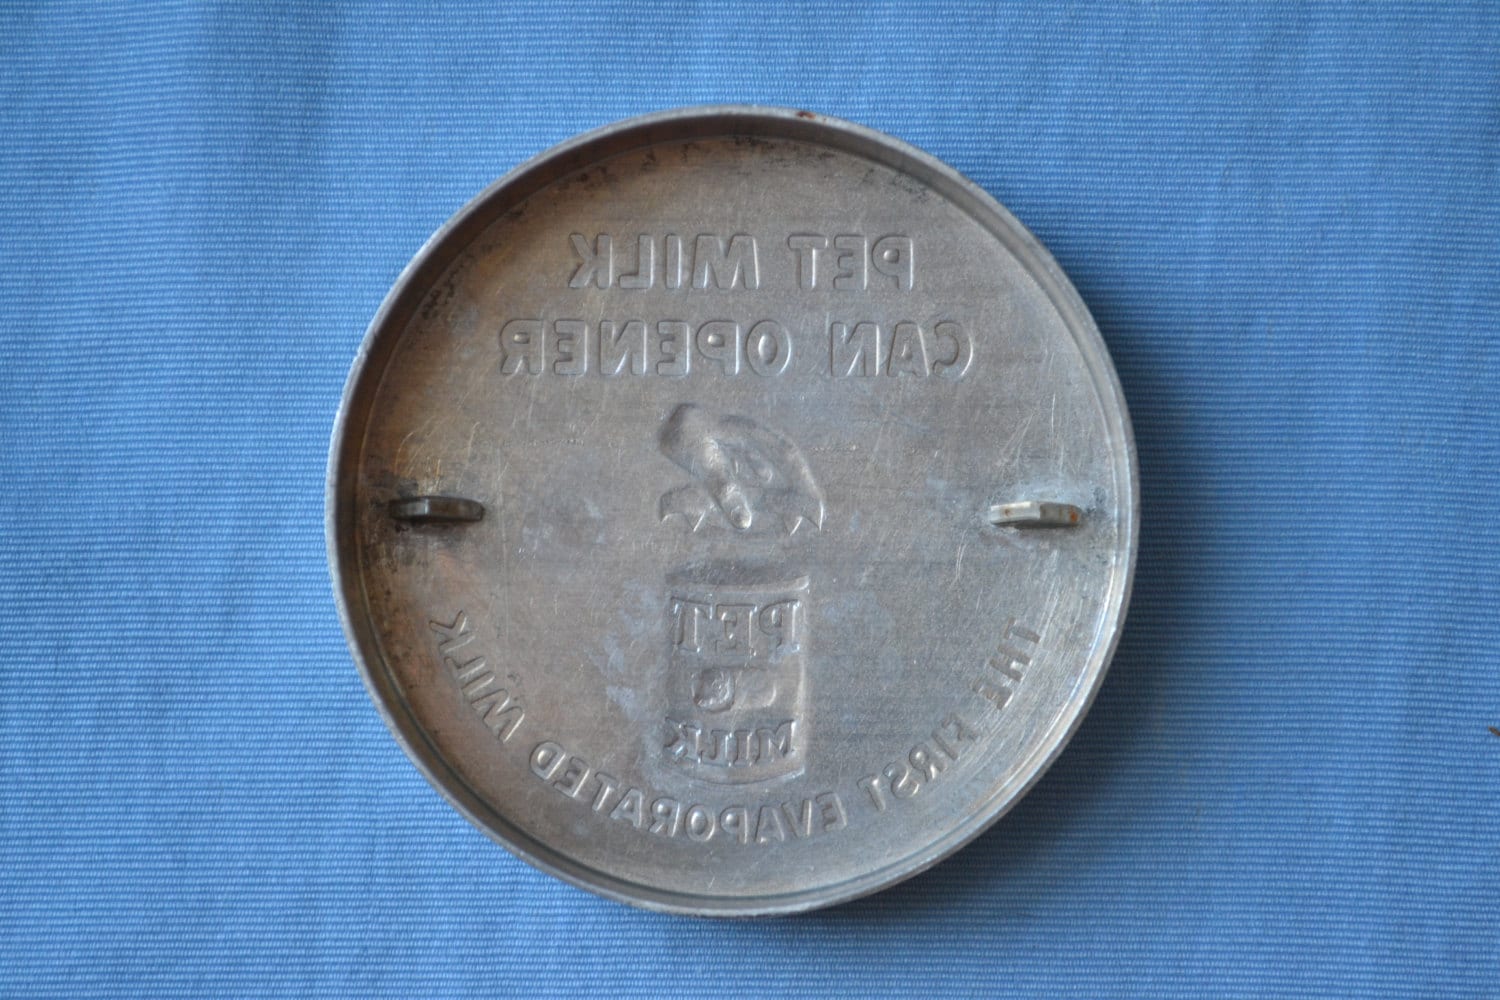 PET MILK
CAN OPENER
PET
MILK
THE FIRST EVAPORATED MILK